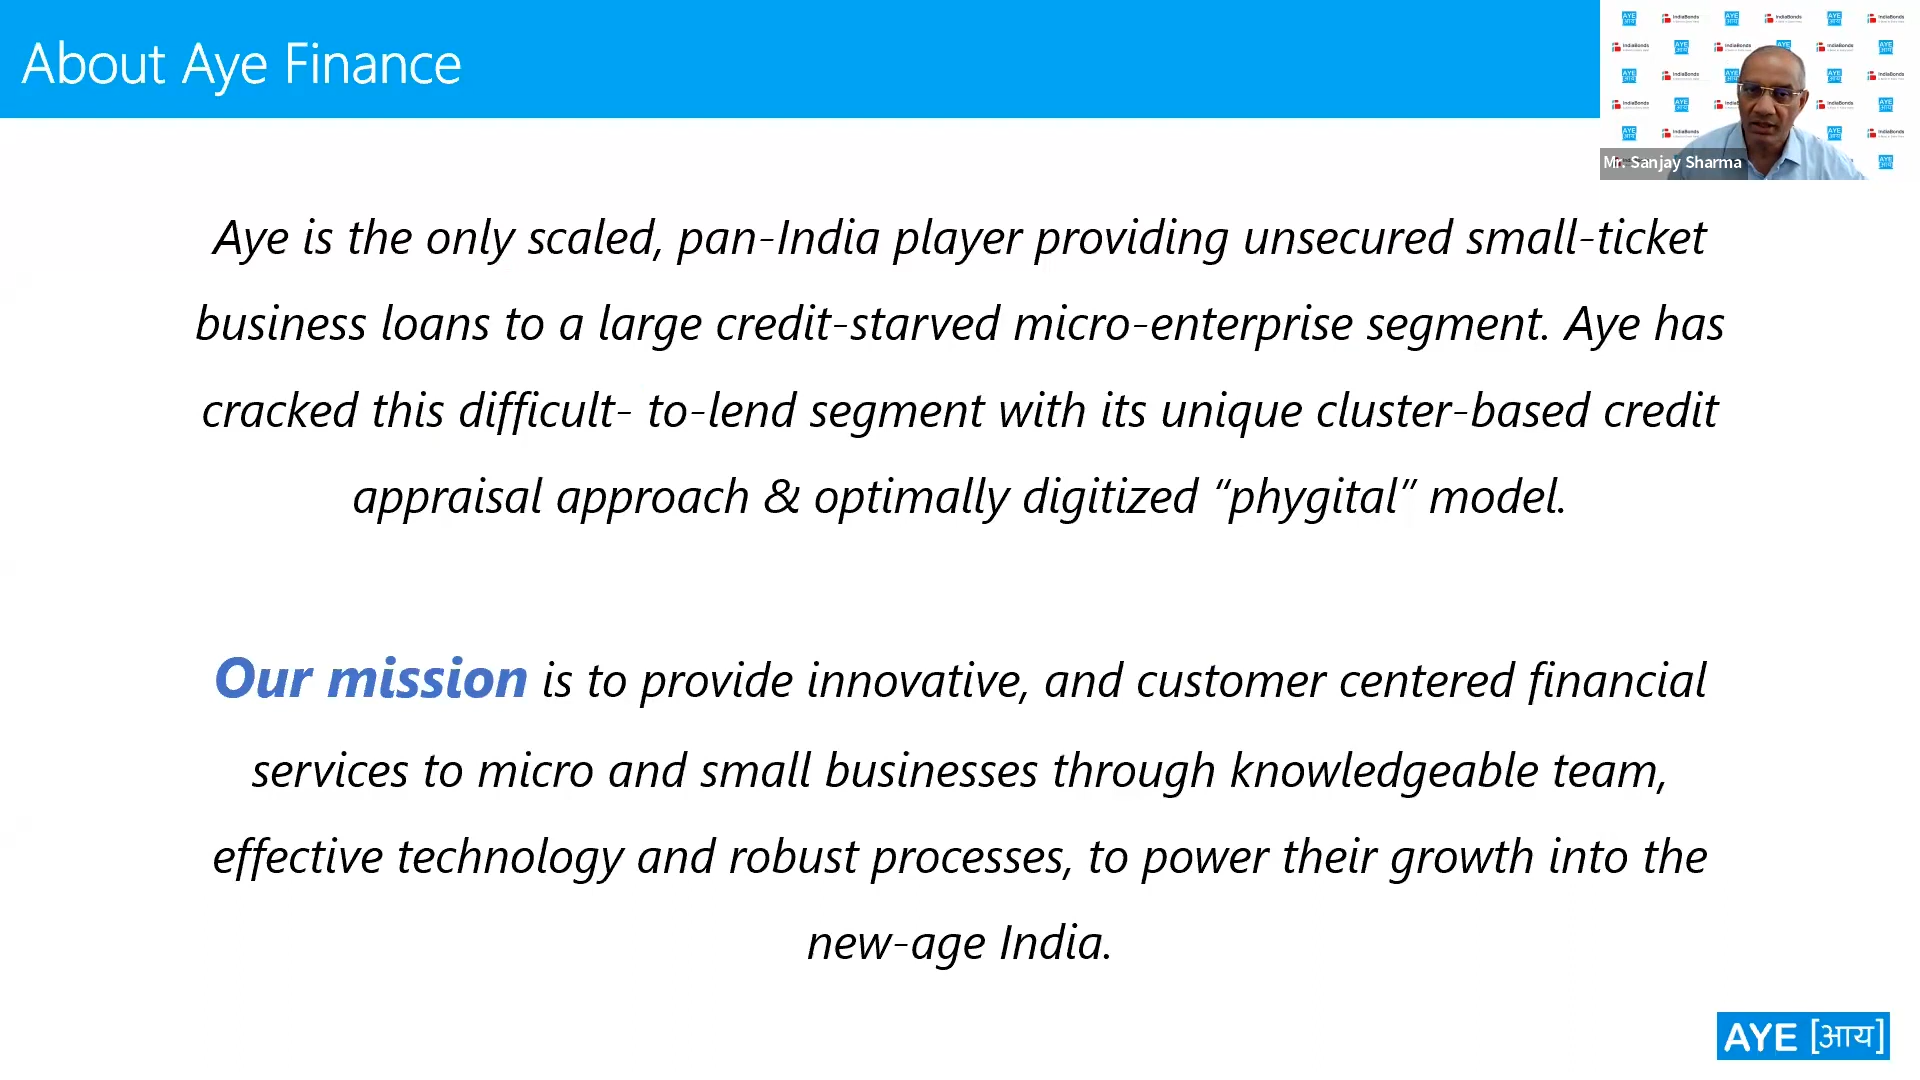 About Aye Finance
Mr. Sanjay Sharma
Aye is the only scaled, pan-India player providing unsecured small-ticket
business loans to a large credit-starved micro-enterprise segment. Aye has
cracked this difficult- to-lend segment with its unique cluster-based credit
appraisal approach & optimally digitized “phygital” model.
Our mission is to provide innovative, and customer centered financial
services to micro and small businesses through knowledgeable team,
effective technology and robust processes, to power their growth into the
new-age India.
AYE [आय]